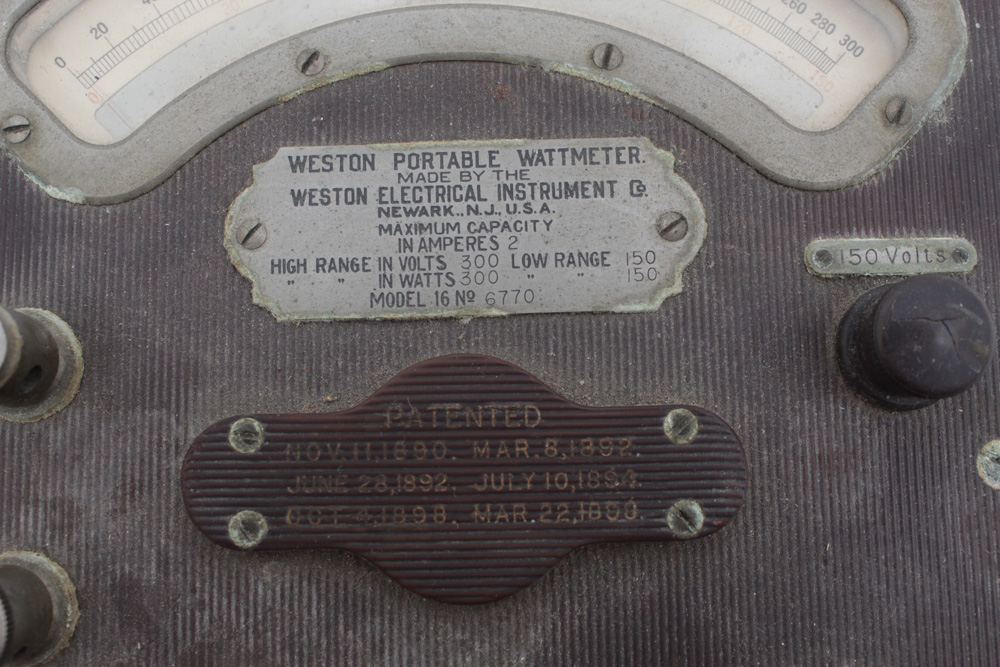 0 20
260 280 300
0
WESTON PORTABLE WATTMETER.
MADE BY THE
WESTON ELECTRICAL INSTRUMENT Co.
NEWARK., N.J., U.S.A.
MAXIMUM CAPACITY
IN AMPERES 2
HIGH RANGE IN VOLTS 300 LOW RANGE 150
" " IN WATTS 300 " " 150
MODEL 16 No 6770
150 Volts
PATENTED
NOV. 11, 1890. MAR. 8, 1892.
JUNE 28, 1892, JULY 10, 1894.
OCT. 4, 1898. MAR. 22,